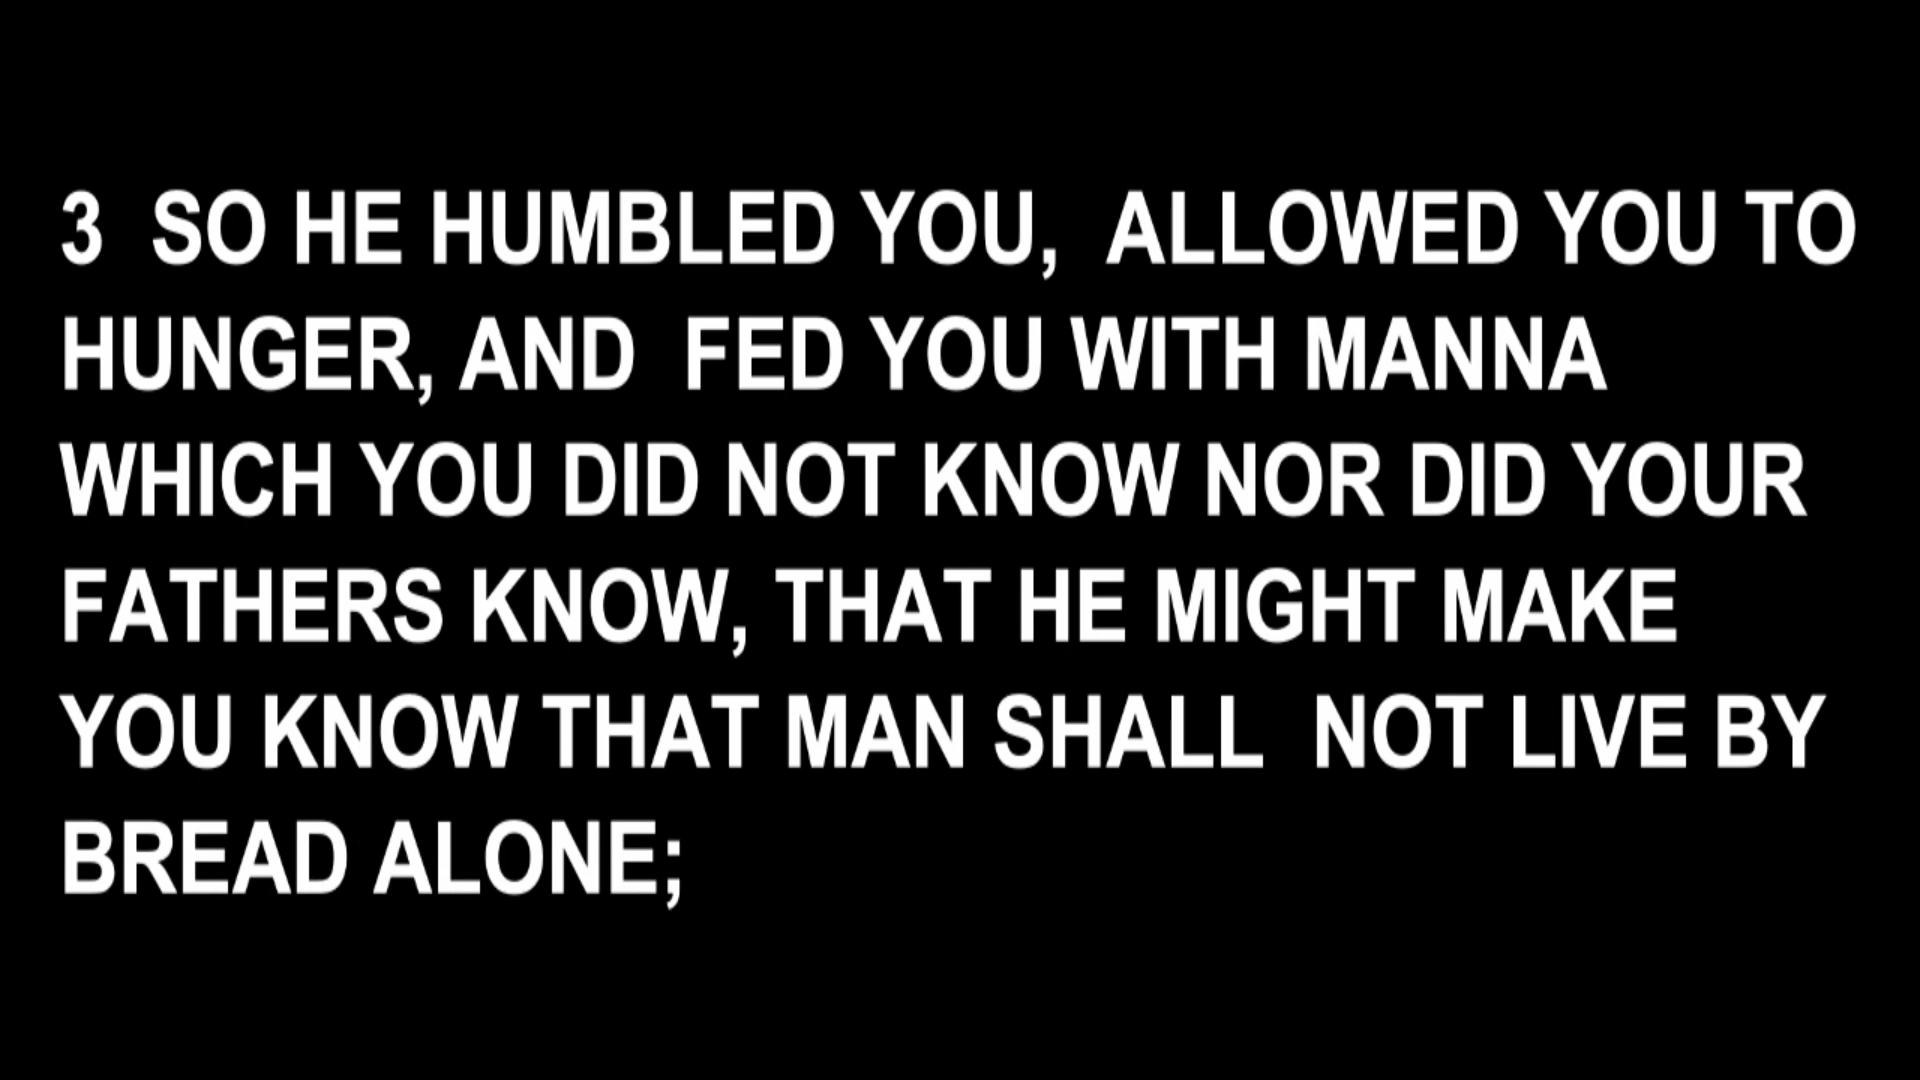 3  SO HE HUMBLED YOU,  ALLOWED YOU TO
HUNGER, AND  FED YOU WITH MANNA
WHICH YOU DID NOT KNOW NOR DID YOUR
FATHERS KNOW, THAT HE MIGHT MAKE
YOU KNOW THAT MAN SHALL  NOT LIVE BY
BREAD ALONE;